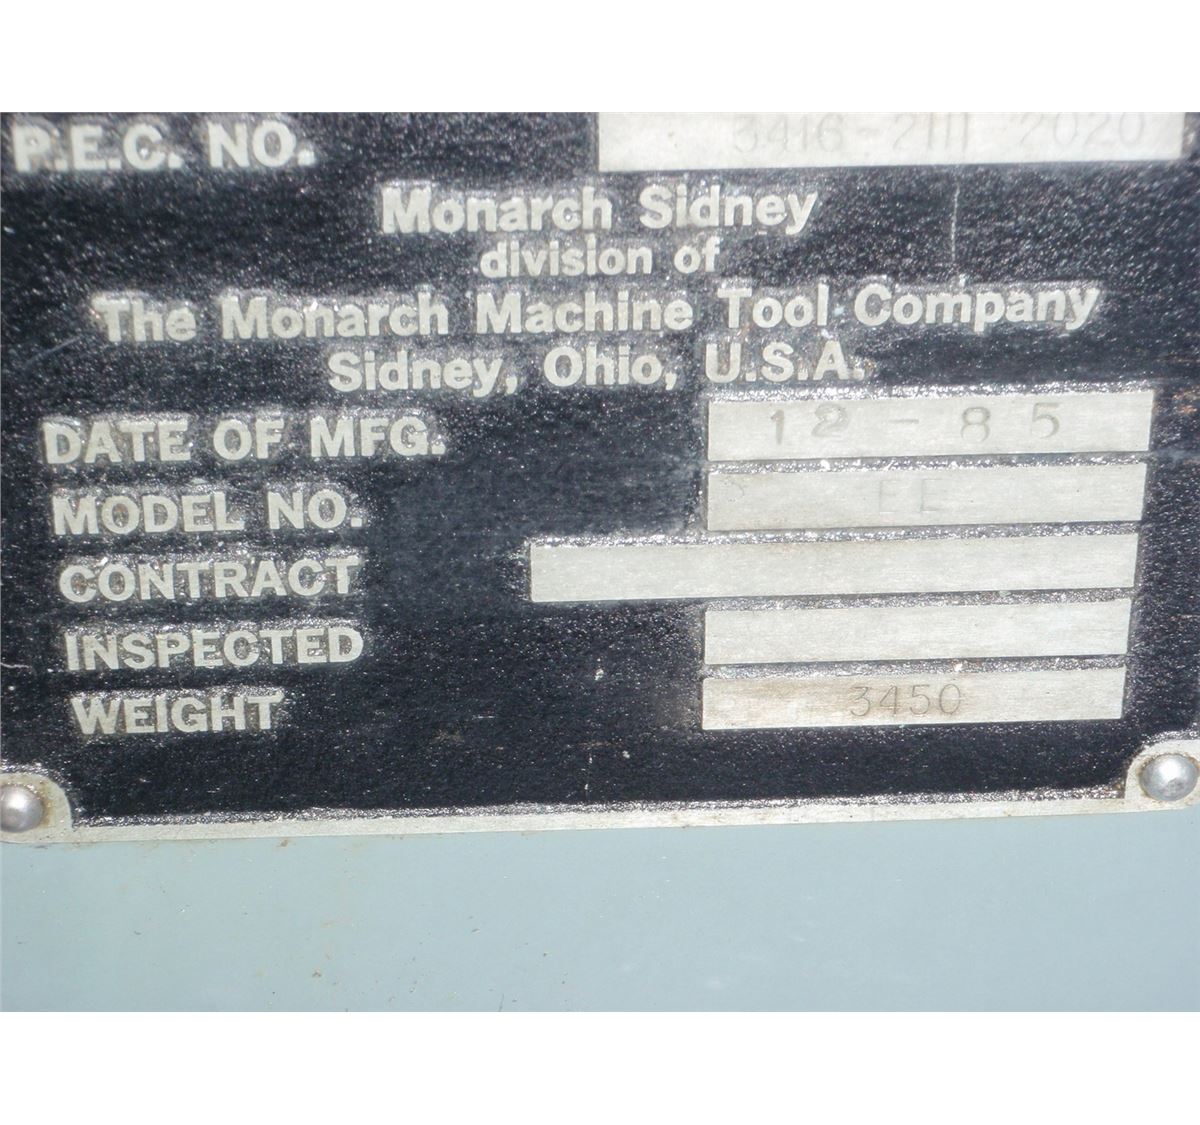 P.E.C. NO. 3416-2111 2020
Monarch Sidney
division of
The Monarch Machine Tool Company
Sidney, Ohio, U.S.A.
DATE OF MFG. 12-85
MODEL NO. EE
CONTRACT
INSPECTED
WEIGHT 3450